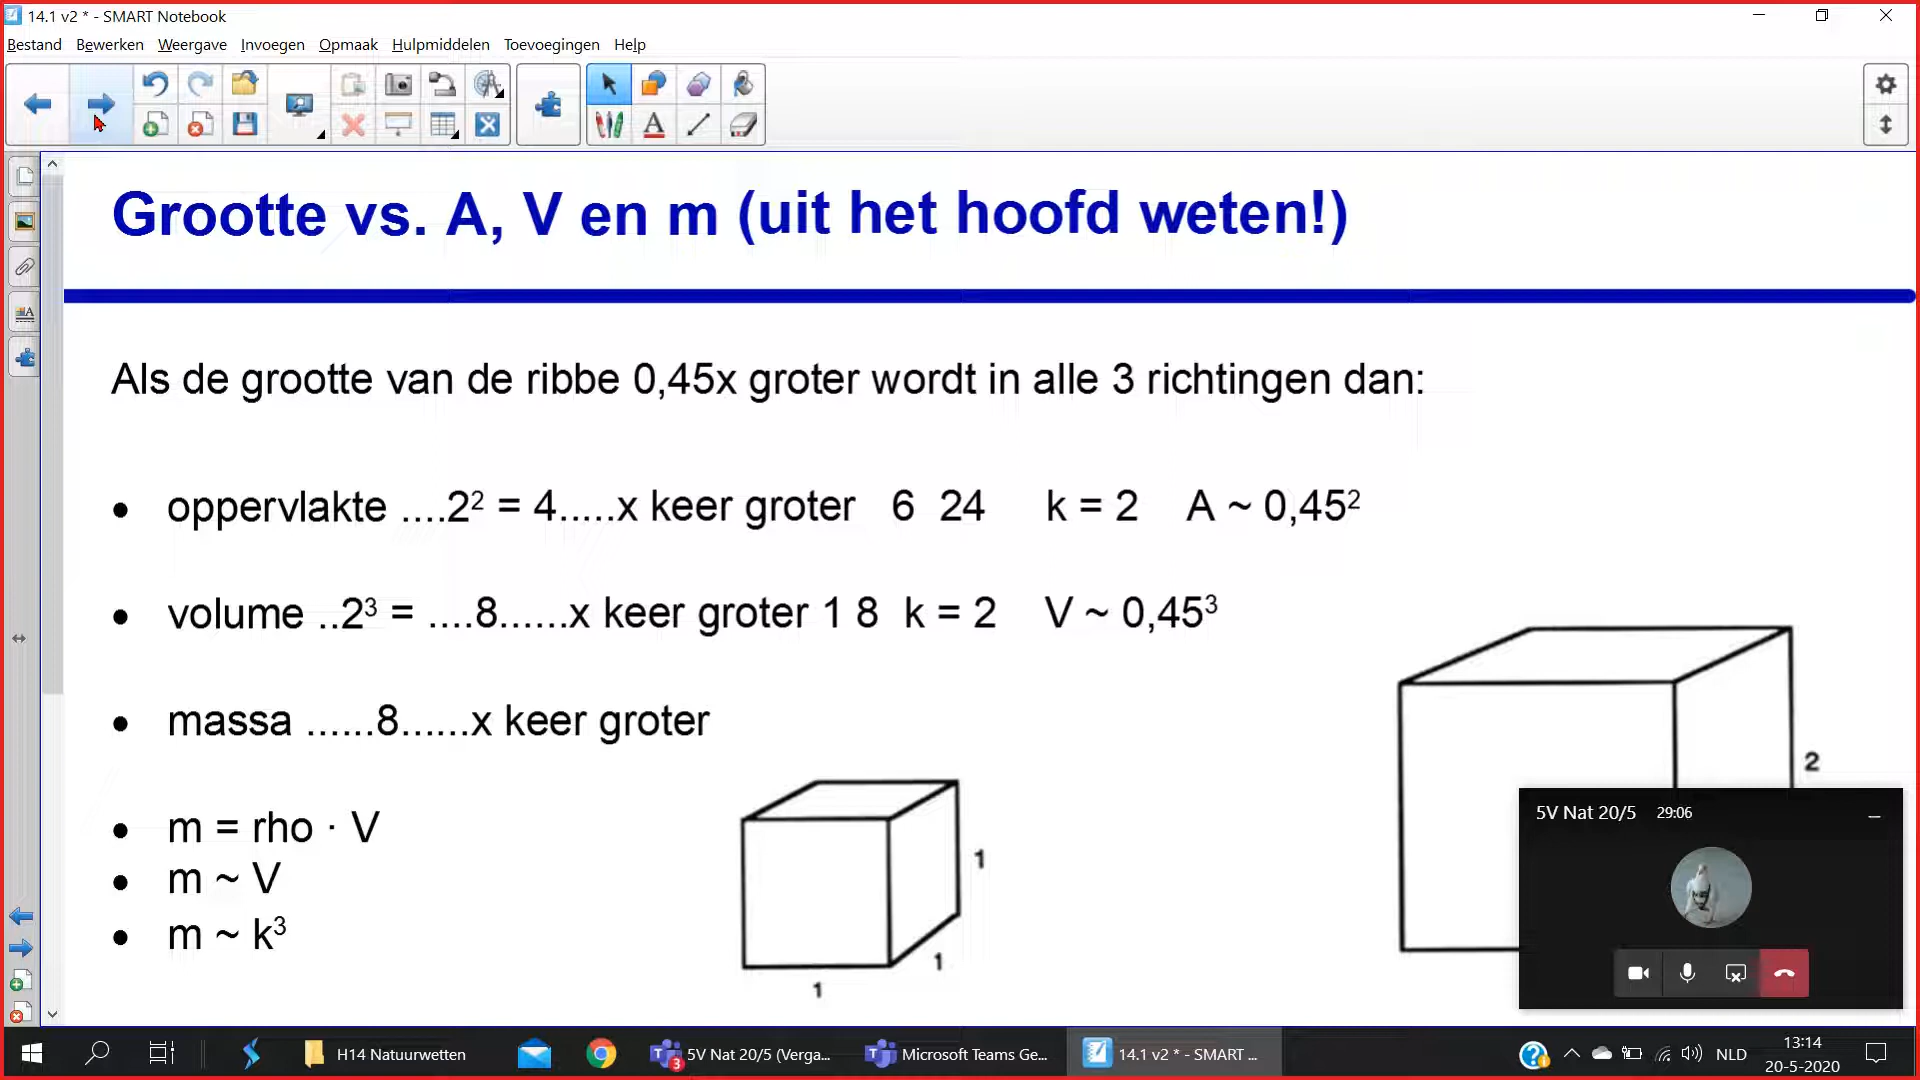 14.1 v2 * - SMART Notebook
Bestand Bewerken Weergave Invoegen Opmaak Hulpmiddelen Toevoegingen Help
Grootte vs. A, V en m (uit het hoofd weten!)
Als de grootte van de ribbe 0,45x groter wordt in alle 3 richtingen dan:
• oppervlakte ....2² = 4.....x keer groter 6 24 k = 2 A ~ 0,45²
• volume ..2³ = ....8......x keer groter 1 8 k = 2 V ~ 0,45³
• massa ......8......x keer groter
• m = rho · V
• m ~ V
• m ~ k³
1
1
1
2
5V Nat 20/5 29:06
H14 Natuurwetten
3
5V Nat 20/5 (Verga...
Microsoft Teams Ge...
14.1 v2 * - SMART ...
NLD
13:14
20-5-2020